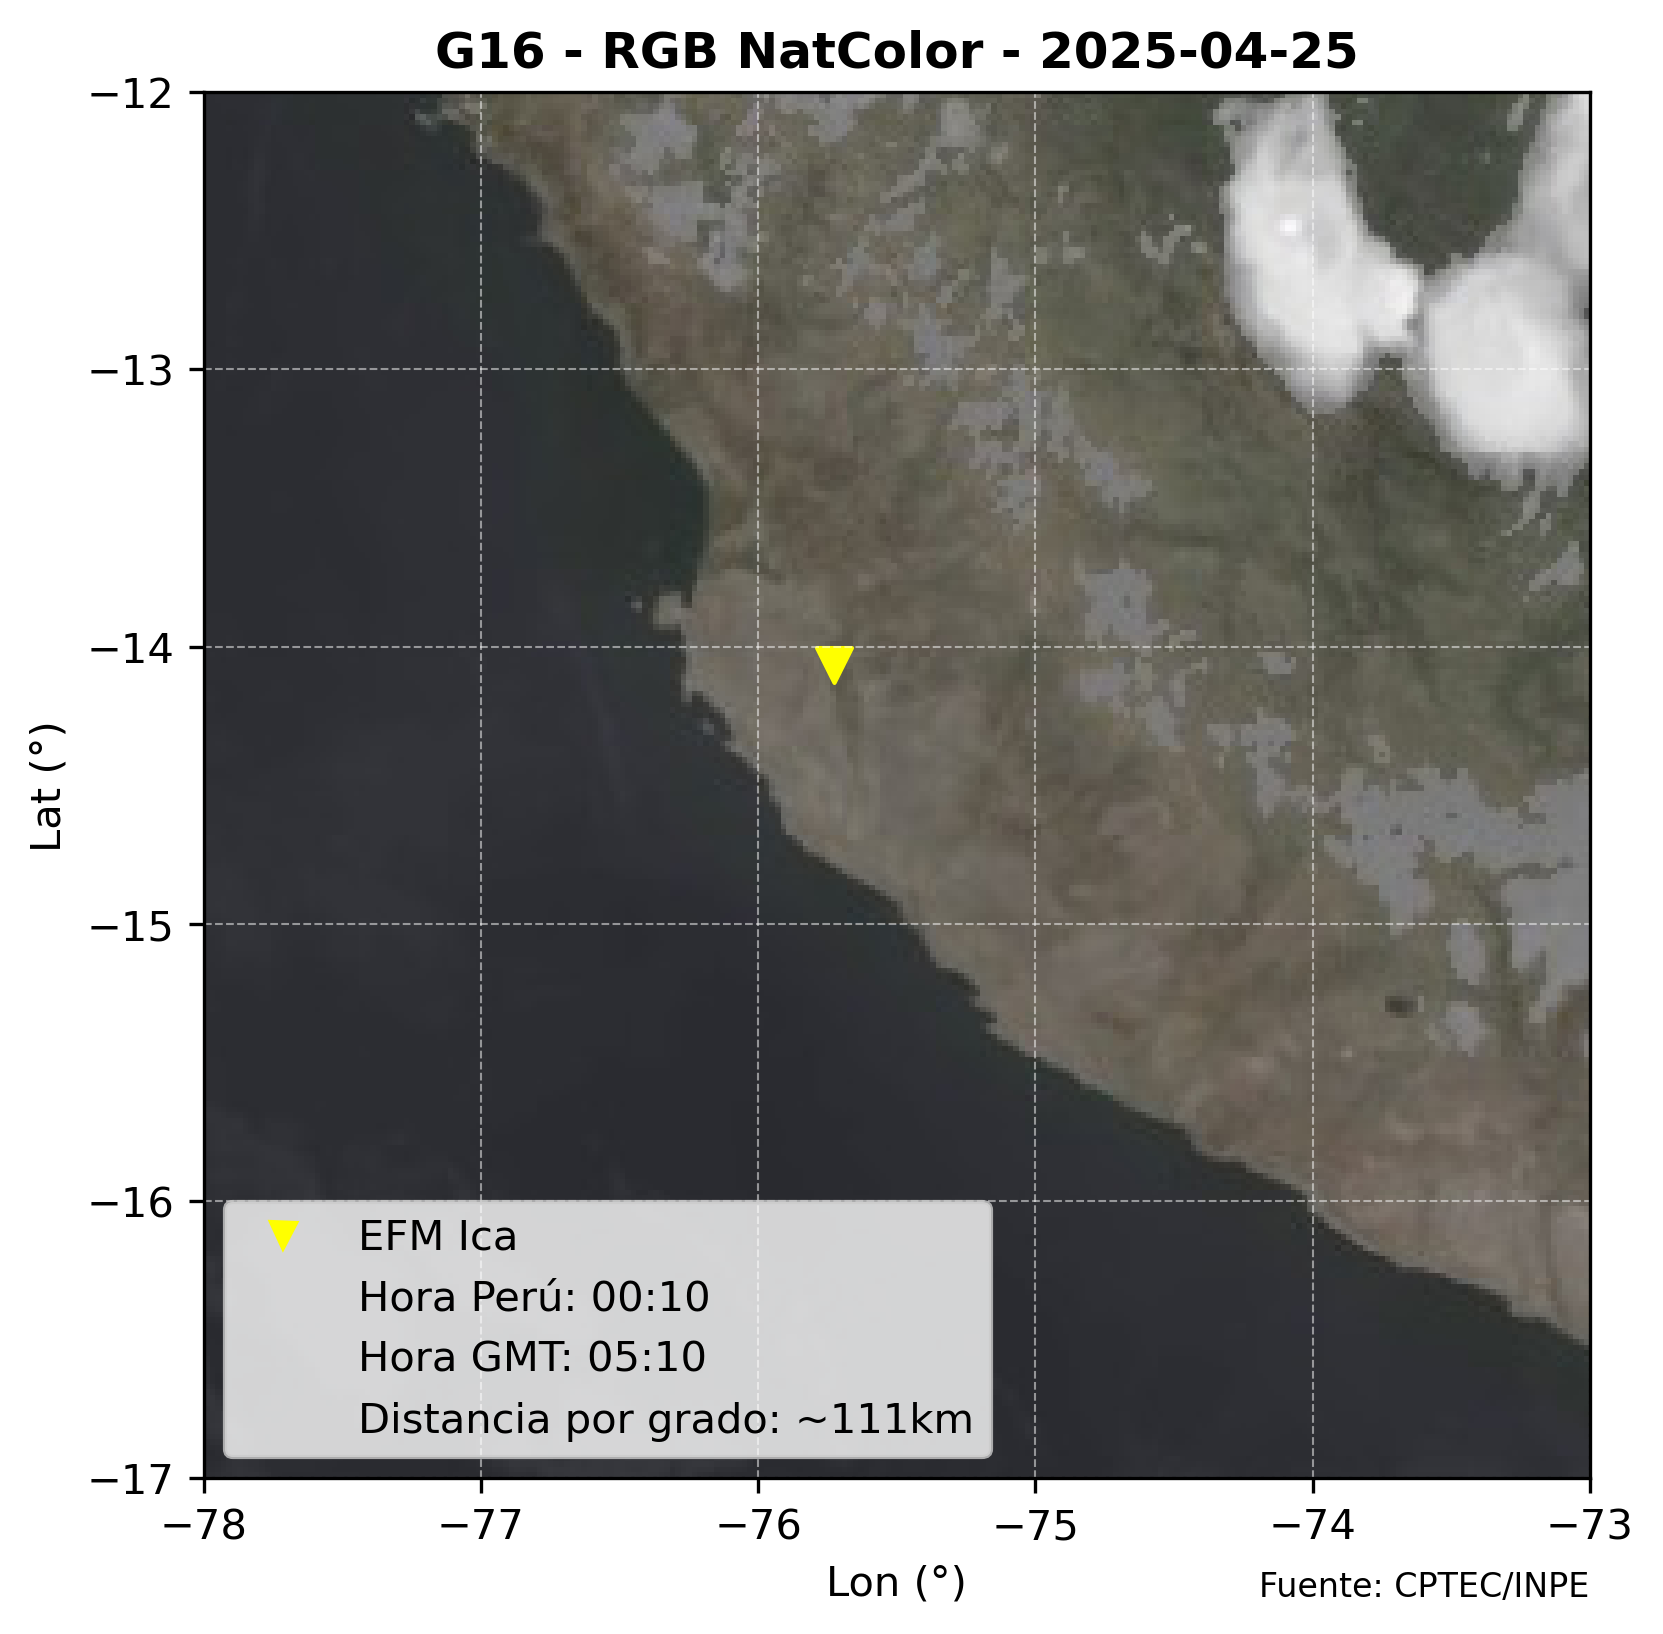 G16 - RGB NatColor - 2025-04-25
−12
−13
−14
−15
−16
−17
Lat (°)
EFM Ica
Hora Perú: 00:10
Hora GMT: 05:10
Distancia por grado: ~111km
−78 −77 −76 −75 −74 −73
Lon (°)
Fuente: CPTEC/INPE